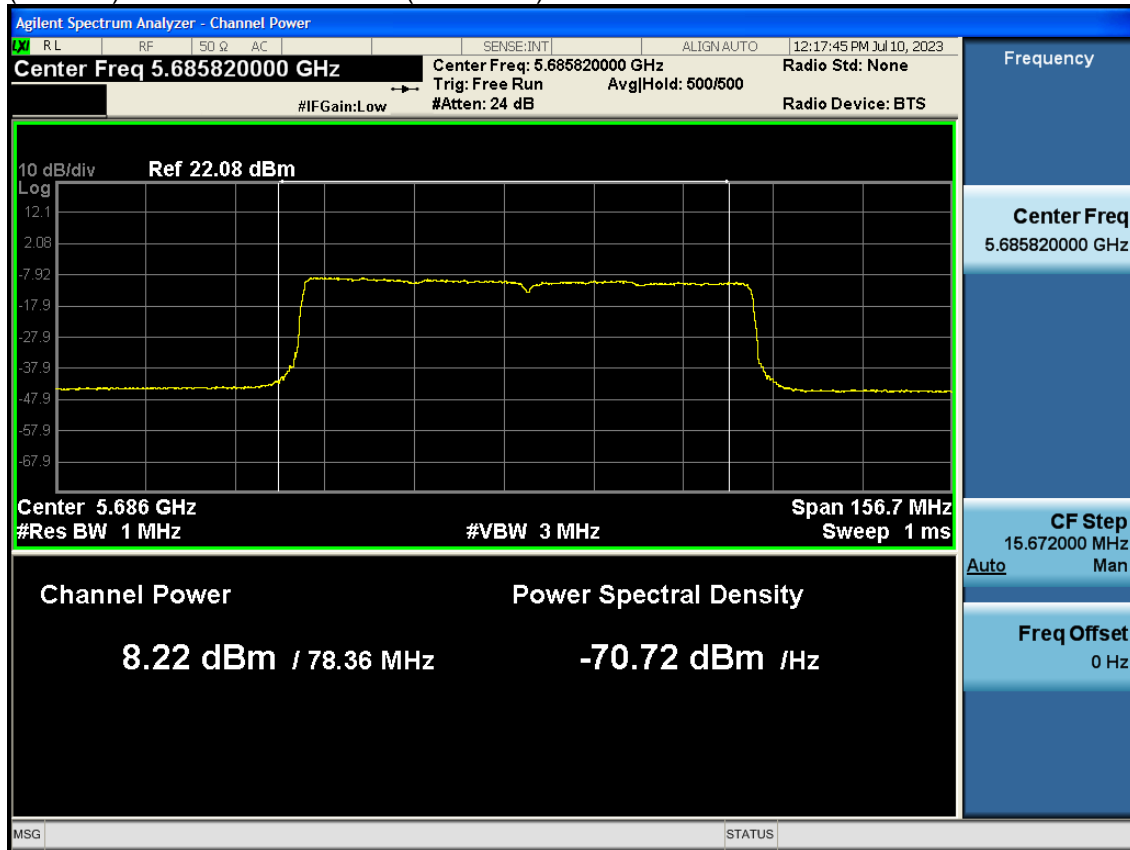 Agilent Spectrum Analyzer - Channel Power
LXI RL RF 50 Ω AC SENSE:INT ALIGN AUTO 12:17:45 PM Jul 10, 2023
Center Freq 5.685820000 GHz
Center Freq: 5.685820000 GHz
Radio Std: None
Trig: Free Run Avg|Hold: 500/500
#IFGain:Low
#Atten: 24 dB
Radio Device: BTS
10 dB/div Ref 22.08 dBm
Log
12.1
2.08
-7.92
-17.9
-27.9
-37.9
-47.9
-57.9
-67.9
Center 5.686 GHz
Span 156.7 MHz
#Res BW 1 MHz
#VBW 3 MHz
Sweep 1 ms
Channel Power
Power Spectral Density
8.22 dBm / 78.36 MHz
-70.72 dBm /Hz
MSG
STATUS
Frequency
Center Freq
5.685820000 GHz
CF Step
15.672000 MHz
Auto Man
Freq Offset
0 Hz